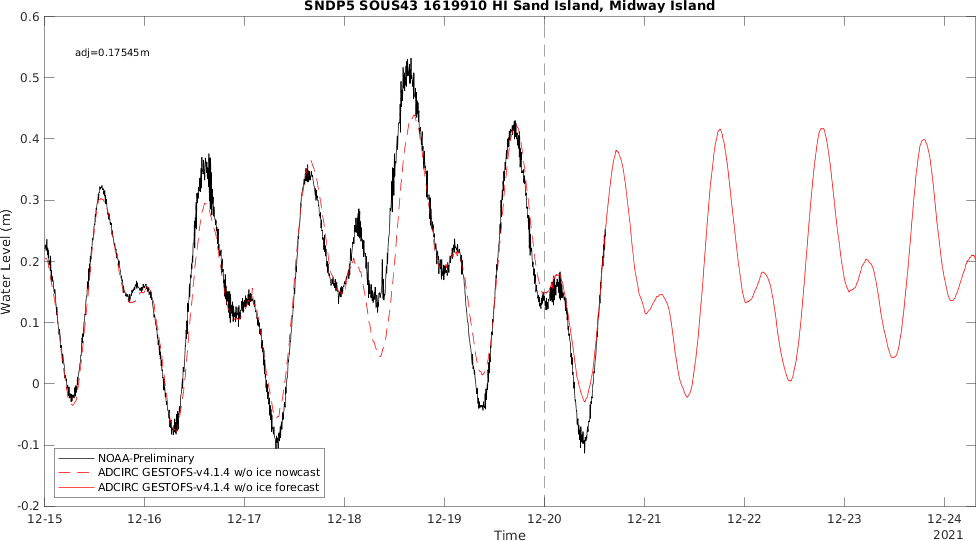 SNDP5 SOUS43 1619910 HI Sand Island, Midway Island
adj=0.17545m
0.6
0.5
0.4
0.3
0.2
0.1
0
-0.1
-0.2
Water Level (m)
NOAA-Preliminary
ADCIRC GESTOFS-v4.1.4 w/o ice nowcast
ADCIRC GESTOFS-v4.1.4 w/o ice forecast
12-15 12-16 12-17 12-18 12-19 12-20 12-21 12-22 12-23 12-24
Time
2021